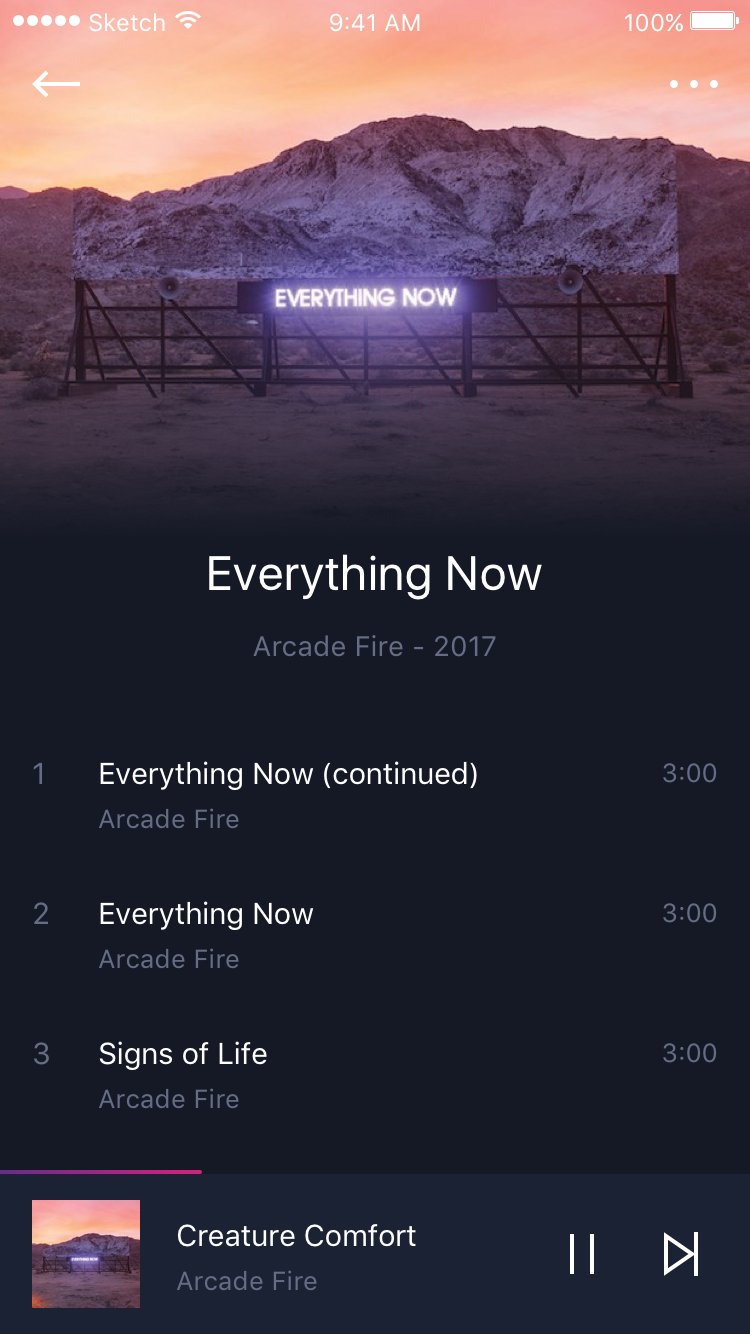 Sketch 9:41 AM 100%
EVERYTHING NOW
Everything Now
Arcade Fire - 2017
1 Everything Now (continued) 3:00
Arcade Fire
2 Everything Now 3:00
Arcade Fire
3 Signs of Life 3:00
Arcade Fire
EVERYTHING NOW
Creature Comfort
Arcade Fire